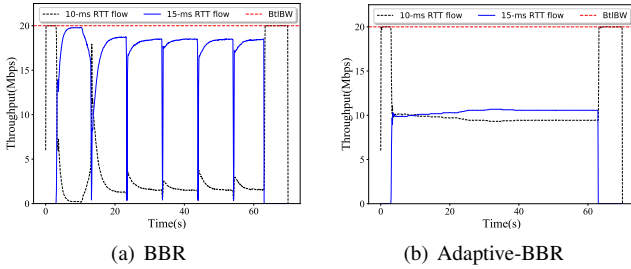 10-ms RTT flow 15-ms RTT flow BtlBW
20
15
10
5
0
Throughput(Mbps)
0 20 40 60
Time(s)
(a) BBR
10-ms RTT flow 15-ms RTT flow BtlBW
20
15
10
5
0
Throughput(Mbps)
0 20 40 60
Time(s)
(b) Adaptive-BBR